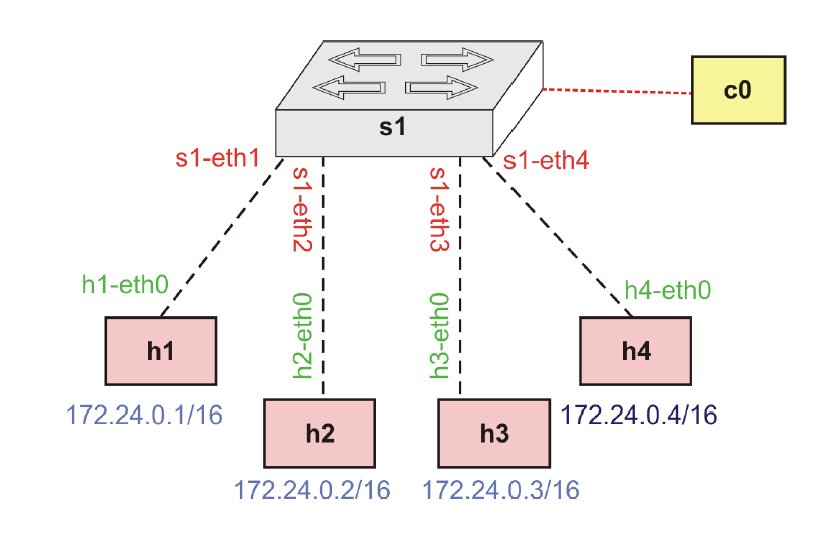 c0
s1
s1-eth1
s1-eth2
s1-eth3
s1-eth4
h1-eth0
h2-eth0
h3-eth0
h4-eth0
h1
h2
h3
h4
172.24.0.1/16
172.24.0.2/16
172.24.0.3/16
172.24.0.4/16